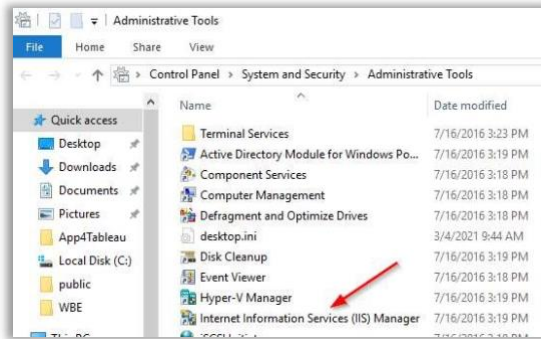 Administrative Tools
File Home Share View
Control Panel > System and Security > Administrative Tools
Name Date modified
Quick access
Desktop
Downloads
Documents
Pictures
App4Tableau
Local Disk (C:)
public
WBE
Terminal Services 7/16/2016 3:23 PM
Active Directory Module for Windows Po... 7/16/2016 3:19 PM
Component Services 7/16/2016 3:18 PM
Computer Management 7/16/2016 3:18 PM
Defragment and Optimize Drives 7/16/2016 3:18 PM
desktop.ini 3/4/2021 9:44 AM
Disk Cleanup 7/16/2016 3:19 PM
Event Viewer 7/16/2016 3:18 PM
Hyper-V Manager 7/16/2016 3:19 PM
Internet Information Services (IIS) Manager 7/16/2016 3:19 PM